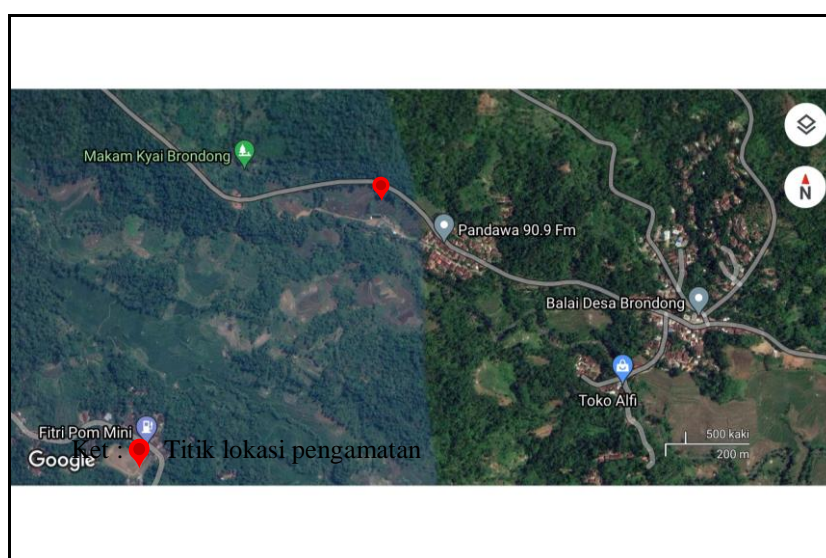 Makam Kyai Brondong
N
Pandawa 90.9 Fm
Balai Desa Brondong
Toko Alfi
Fitri Pom Mini
500 kaki
200 m
Google
Ket : Titik lokasi pengamatan